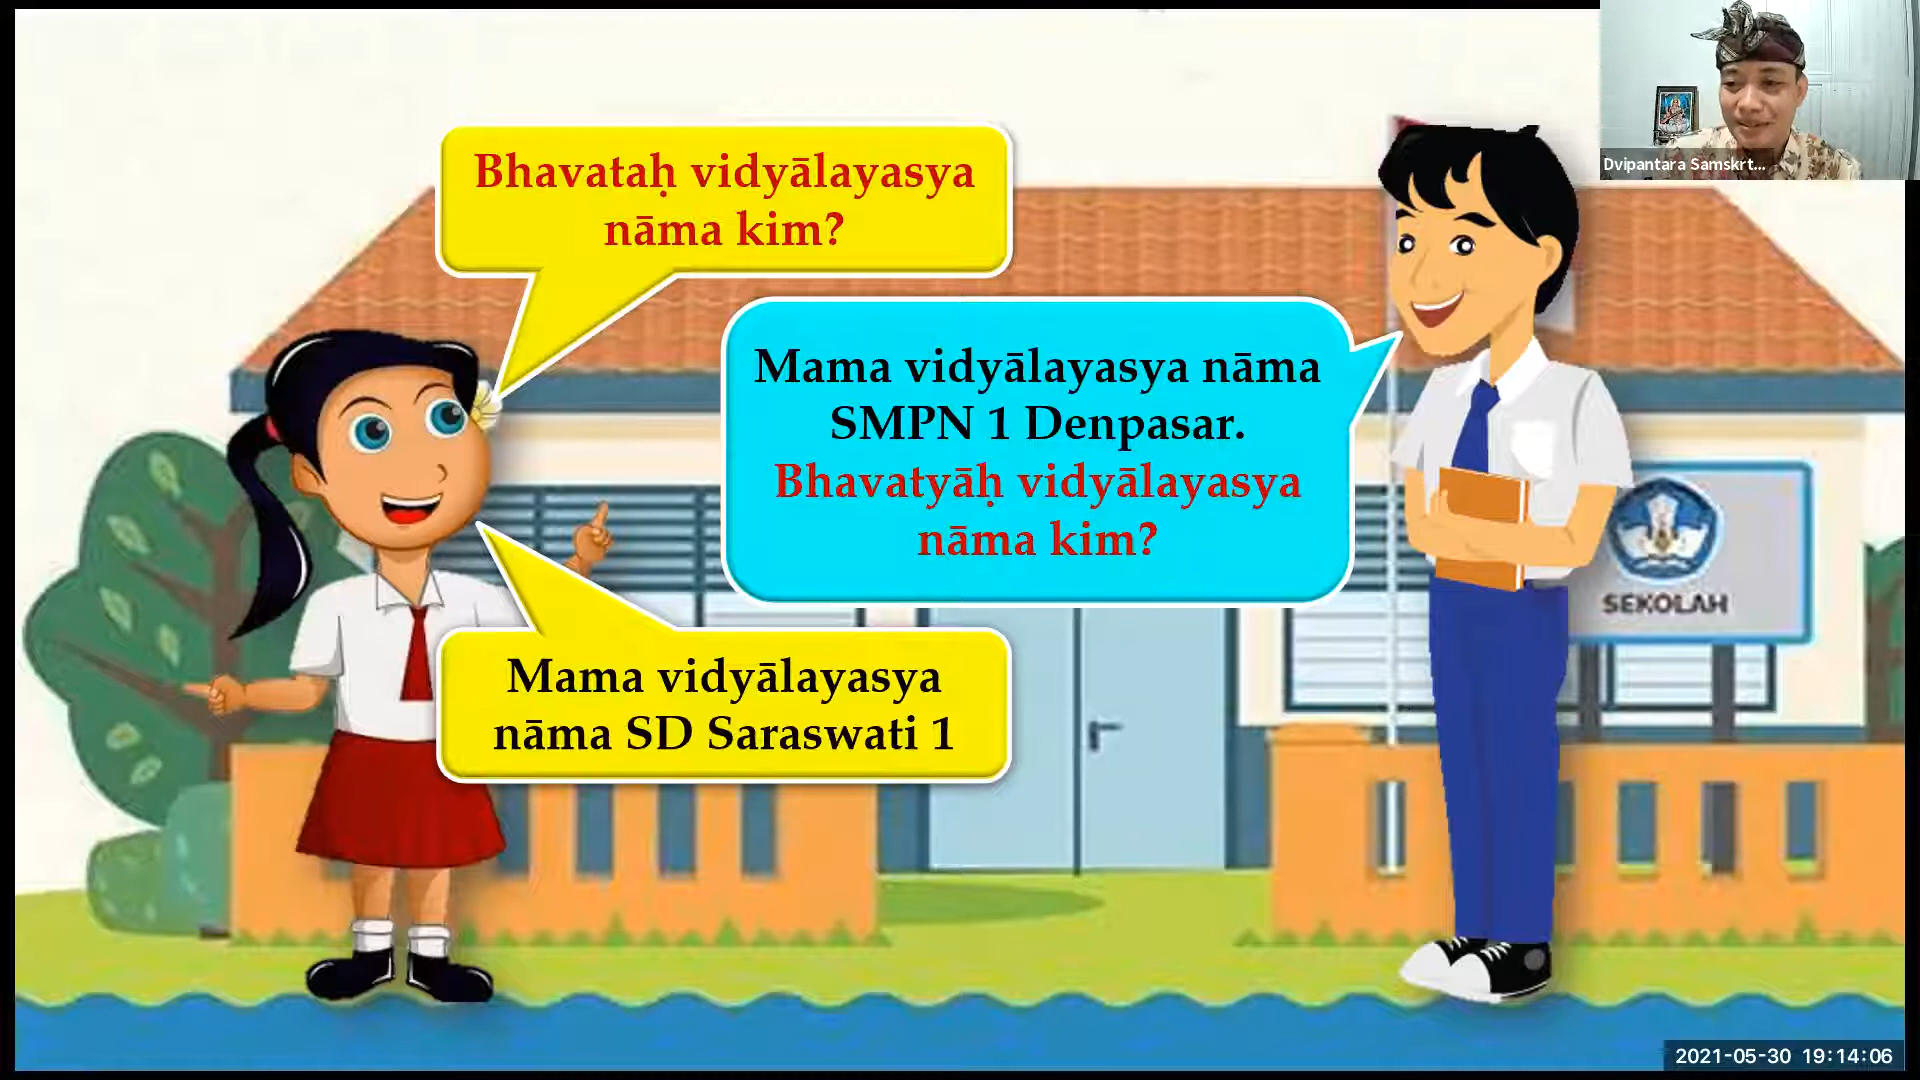 Dvipantara Samskrt...
Bhavataḥ vidyālayasya
nāma kim?
Mama vidyālayasya nāma
SMPN 1 Denpasar.
Bhavatyāḥ vidyālayasya
nāma kim?
Mama vidyālayasya
nāma SD Saraswati 1
SEKOLAH
2021-05-30 19:14:06